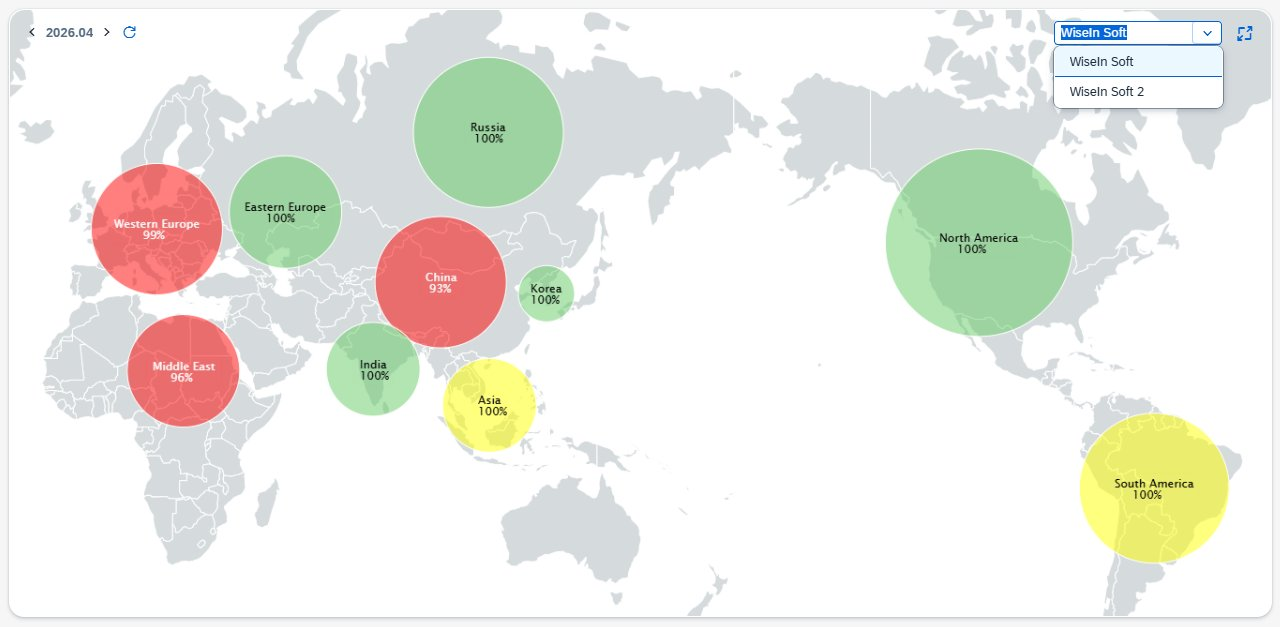 2026.04
WiseIn Soft
WiseIn Soft
WiseIn Soft 2
Russia
100%
Western Europe
99%
Eastern Europe
100%
North America
100%
China
93%
Korea
100%
Middle East
96%
India
100%
Asia
100%
South America
100%